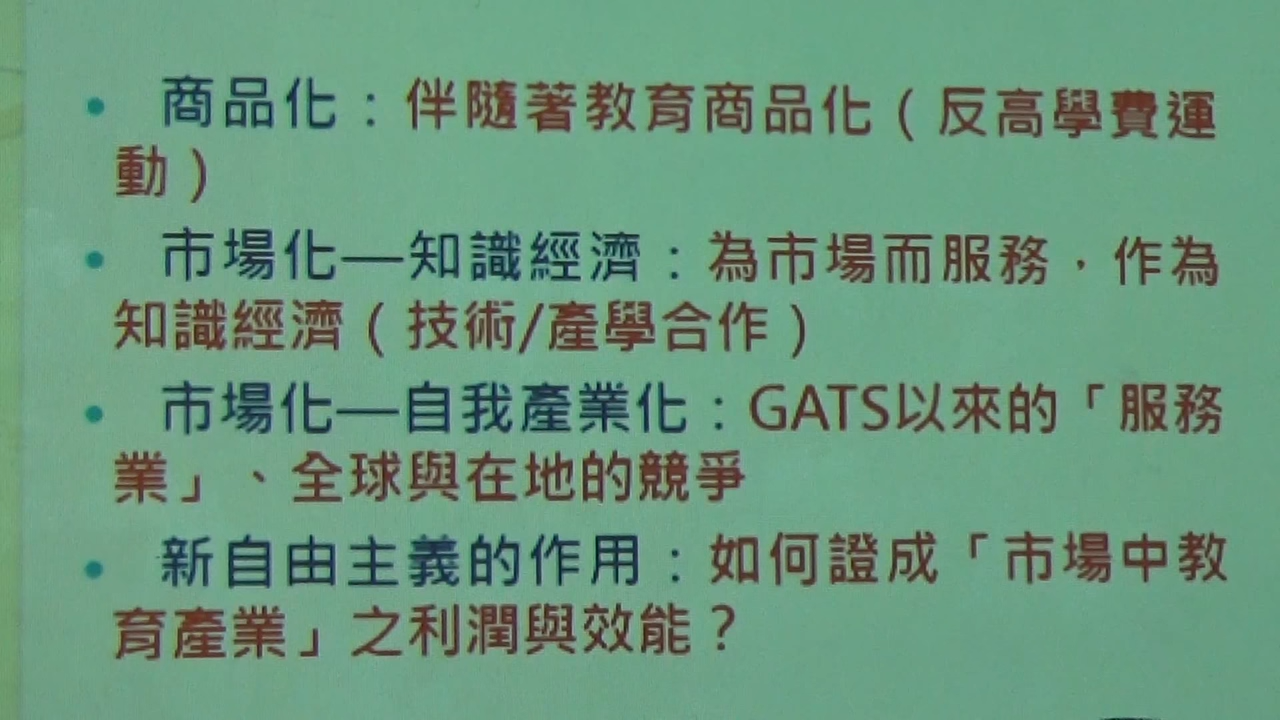 • 商品化：伴隨著教育商品化（反高學費運
動）
• 市場化—知識經濟：為市場而服務，作為
知識經濟（技術/產學合作）
• 市場化—自我產業化：GATS以來的「服務
業」、全球與在地的競爭
• 新自由主義的作用：如何證成「市場中教
育產業」之利潤與效能？